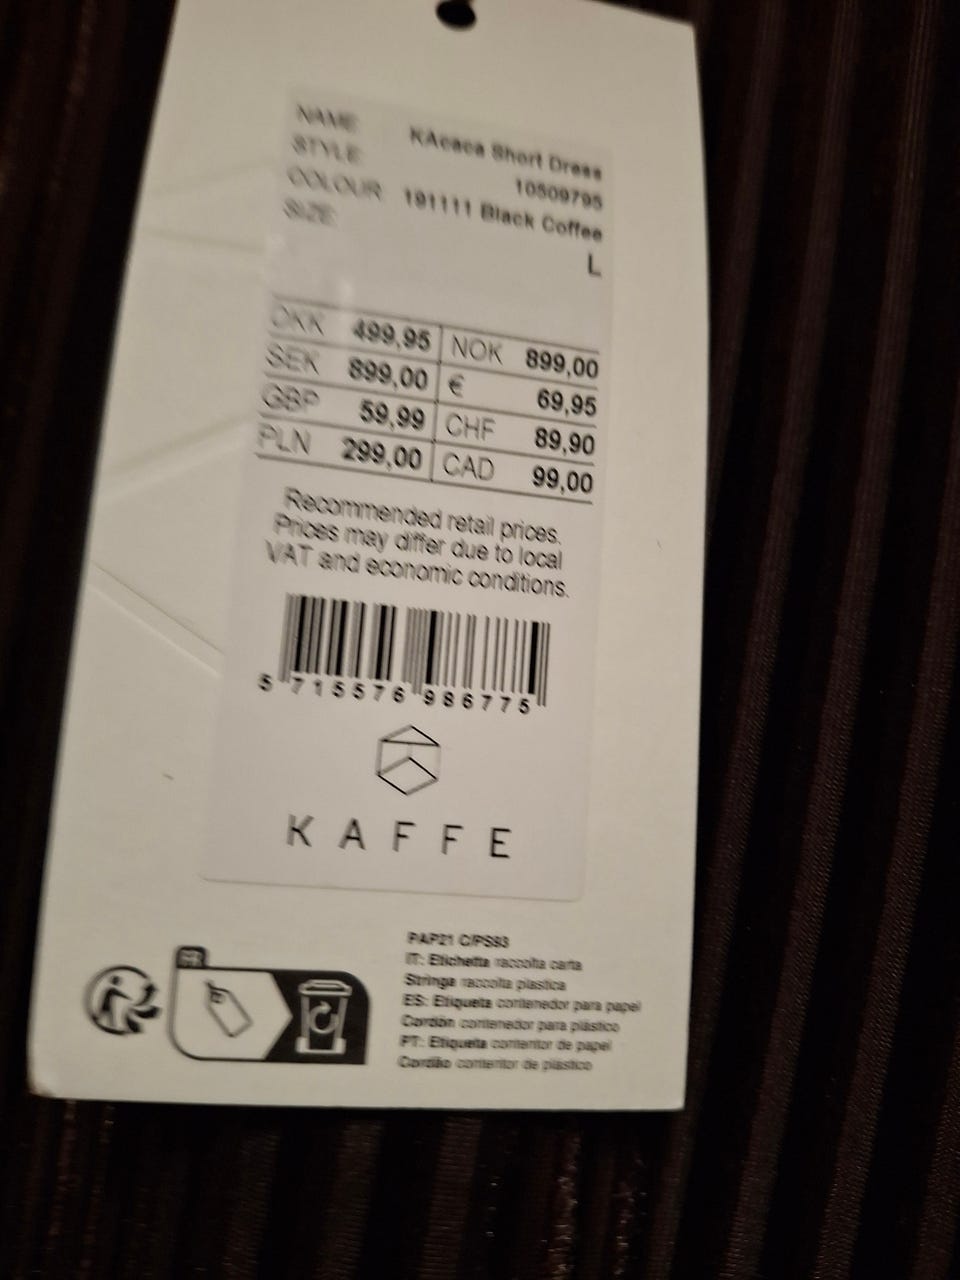 NAME KAcaca Short Dress
STYLE 10509795
COLOUR 191111 Black Coffee
SIZE L
DKK 499,95 NOK 899,00
SEK 899,00 € 69,95
GBP 59,99 CHF 89,90
PLN 299,00 CAD 99,00
Recommended retail prices.
Prices may differ due to local
VAT and economic conditions.
5 715576 986775
KAFFE
FR
PAP21 C/PS93
IT: Etichetta raccolta carta
Stringa raccolta plastica
ES: Etiqueta contenedor para papel
Cordón contenedor para plástico
PT: Etiqueta contentor de papel
Cordão contentor de plástico